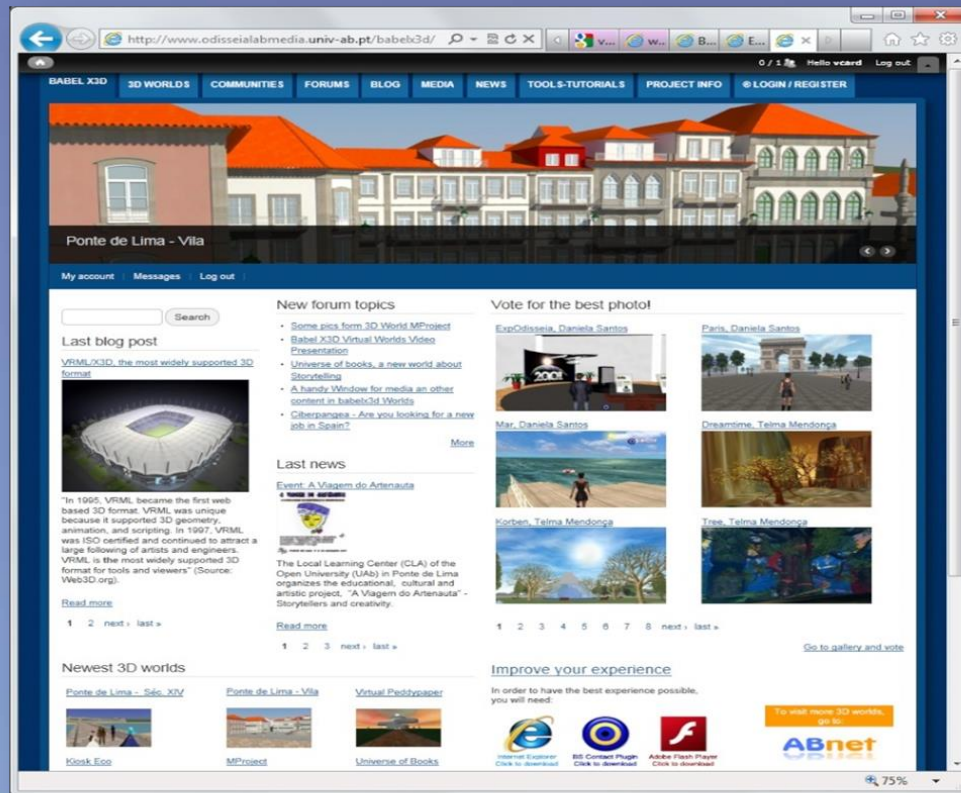 http://www.odisseialabmedia.univ-ab.pt/babelx3d/
v...
w...
B...
E...
0 / 1 Hello vcard Log out
BABEL X3D 3D WORLDS COMMUNITIES FORUMS BLOG MEDIA NEWS TOOLS-TUTORIALS PROJECT INFO ® LOGIN / REGISTER
Ponte de Lima - Vila
My account Messages Log out
Search
Last blog post
VRML/X3D, the most widely supported 3D
format
"In 1995, VRML became the first web
based 3D format. VRML was unique
because it supported 3D geometry,
animation, and scripting. In 1997, VRML
was ISO certified and continued to attract a
large following of artists and engineers.
VRML is the most widely supported 3D
format for tools and viewers" (Source:
Web3D.org).
Read more
1 2 next › last »
New forum topics
Some pics form 3D World MProject
Babel X3D Virtual Worlds Video
Presentation
Universe of books, a new world about
Storytelling
A handy Window for media an other
content in babelx3d Worlds
Ciberpangea - Are you looking for a new
job in Spain?
More
Last news
Event: A Viagem do Artenauta
The Local Learning Center (CLA) of the
Open University (UAb) in Ponte de Lima
organizes the educational, cultural and
artistic project, "A Viagem do Artenauta" -
Storytellers and creativity.
Read more
1 2 3 next › last »
Vote for the best photo!
ExpOdisseia, Daniela Santos
Paris, Daniela Santos
2001
Mar, Daniela Santos
Dreamtime, Telma Mendonça
Korben, Telma Mendonça
Tree, Telma Mendonça
1 2 3 4 5 6 7 8 next › last »
Go to gallery and vote
Newest 3D worlds
Ponte de Lima - Séc. XIV
Ponte de Lima - Vila
Virtual Peddypaper
Kiosk Eco
MProject
Universe of Books
Improve your experience
In order to have the best experience possible,
you will need:
Internet Explorer
Click to download
BS Contact Plugin
Click to download
Adobe Flash Player
Click to download
To visit more 3D worlds,
go to:
ABnet
75%